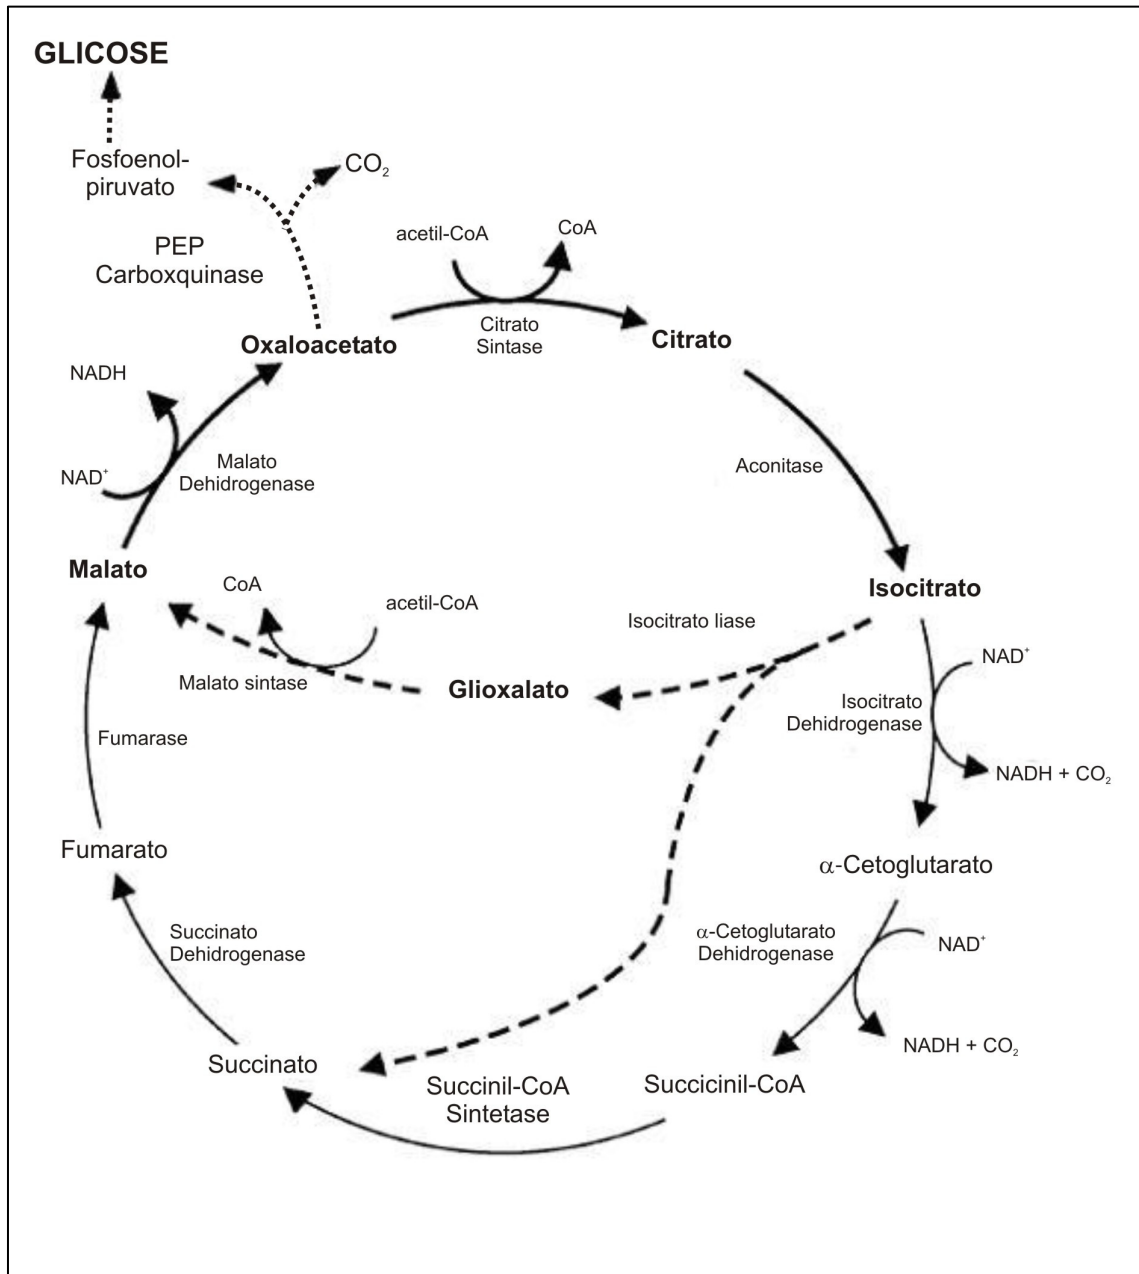 GLICOSE
Fosfoenol-
piruvato
CO₂
PEP
Carboxquinase
acetil-CoA
CoA
Citrato
Sintase
Oxaloacetato
Citrato
NADH
NAD⁺
Malato
Dehidrogenase
Aconitase
Malato
Isocitrato
CoA
acetil-CoA
Isocitrato liase
Malato sintase
Glioxalato
NAD⁺
Isocitrato
Dehidrogenase
NADH + CO₂
Fumarase
Fumarato
α-Cetoglutarato
Succinato
Dehidrogenase
α-Cetoglutarato
Dehidrogenase
NAD⁺
NADH + CO₂
Succinato
Succinil-CoA
Sintetase
Succicinil-CoA